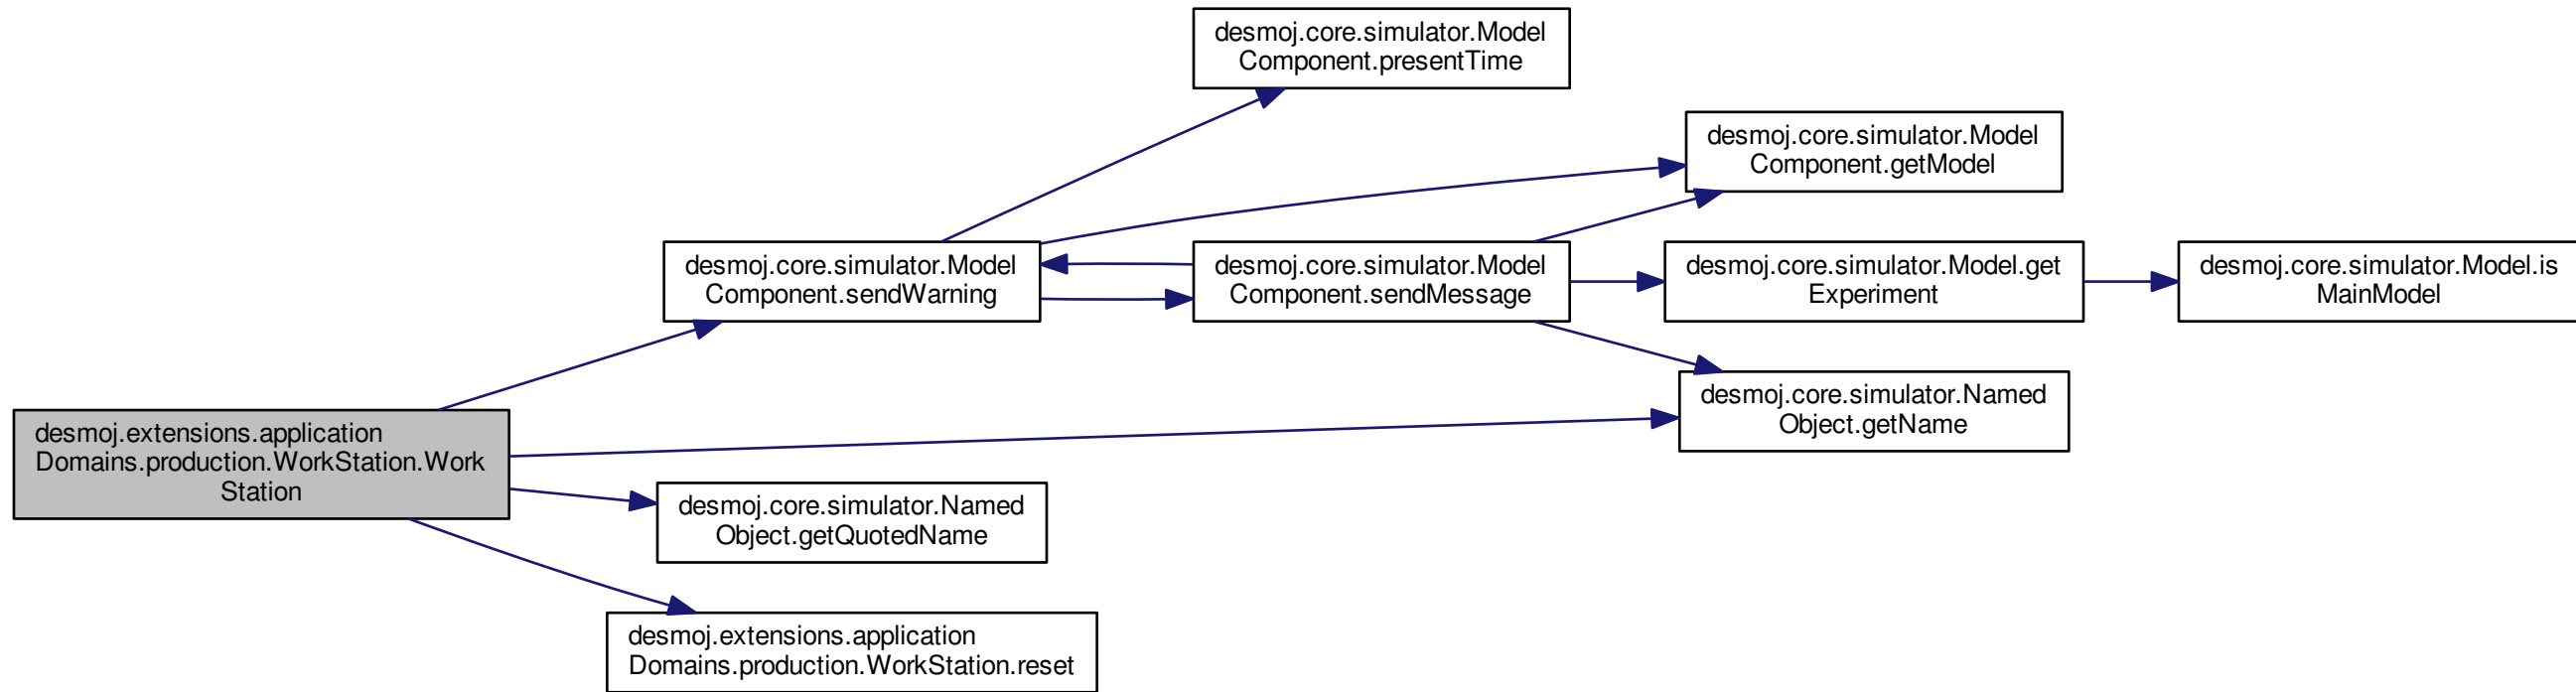 desmoj.core.simulator.Model
Component.presentTime
desmoj.core.simulator.Model
Component.getModel
desmoj.core.simulator.Model
Component.sendWarning
desmoj.core.simulator.Model
Component.sendMessage
desmoj.core.simulator.Model.get
Experiment
desmoj.core.simulator.Model.is
MainModel
desmoj.core.simulator.Named
Object.getName
desmoj.extensions.application
Domains.production.WorkStation.Work
Station
desmoj.core.simulator.Named
Object.getQuotedName
desmoj.extensions.application
Domains.production.WorkStation.reset